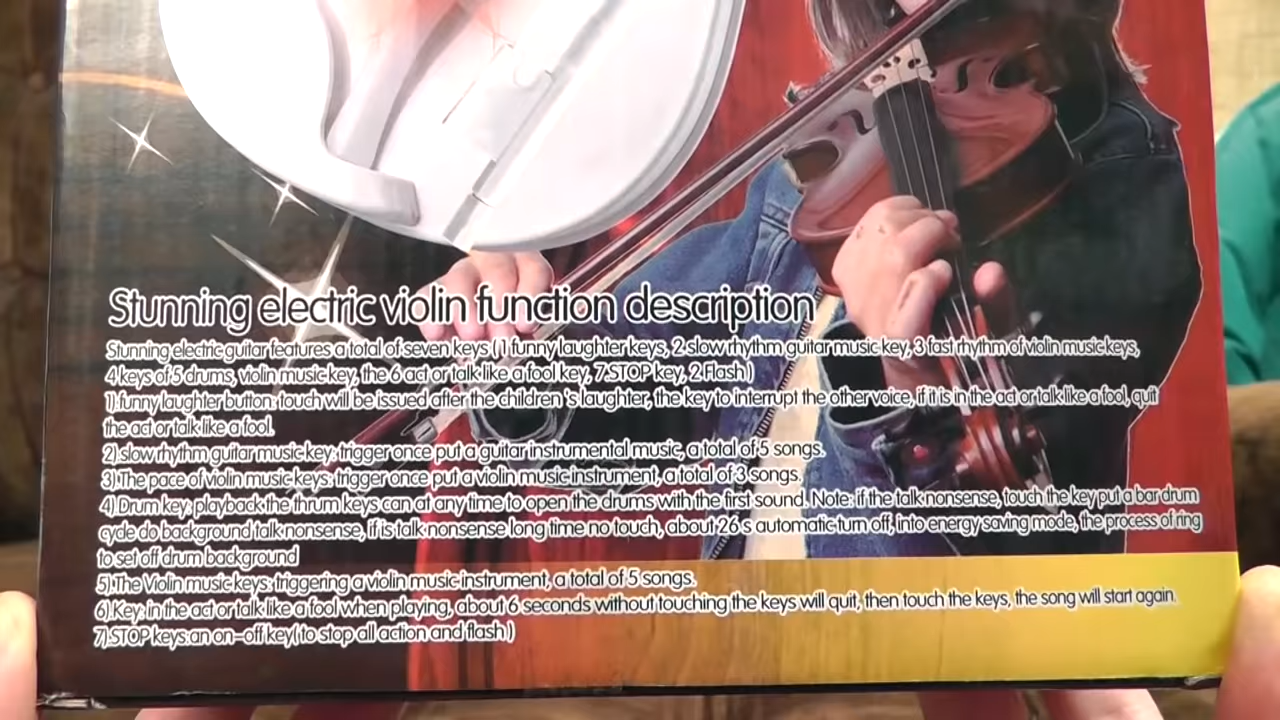 Stunning electric violin function description
Stunning electric guitar features a total of seven keys ( 1 funny laughter keys, 2 slow rhythm guitar music key, 3 fast rhythm of violin music keys,
4 keys of 5 drums, violin music key, the 6 act or talk like a fool key, 7.STOP key, 2 Flash )
1).funny laughter button: touch will be issued after the children 's laughter, the key to interrupt the other voice, if it is in the act or talk like a fool, quit
the act or talk like a fool.
2).slow rhythm guitar music key: trigger once put a guitar instrumental music, a total of 5 songs.
3).The pace of violin music keys: trigger once put a violin music instrument, a total of 3 songs.
4) Drum key: playback the thrum keys can at any time to open the drums with the first sound. Note: if the talk nonsense, touch the key put a bar drum
cycle do background talk nonsense, if is talk nonsense long time no touch, about 26 s automatic turn off, into energy saving mode, the process of ring
to set off drum background
5).The Violin music keys: triggering a violin music instrument, a total of 5 songs.
6).Key in the act or talk like a fool when playing, about 6 seconds without touching the keys will quit, then touch the keys, the song will start again.
7).STOP keys: an on-off key( to stop all action and flash )